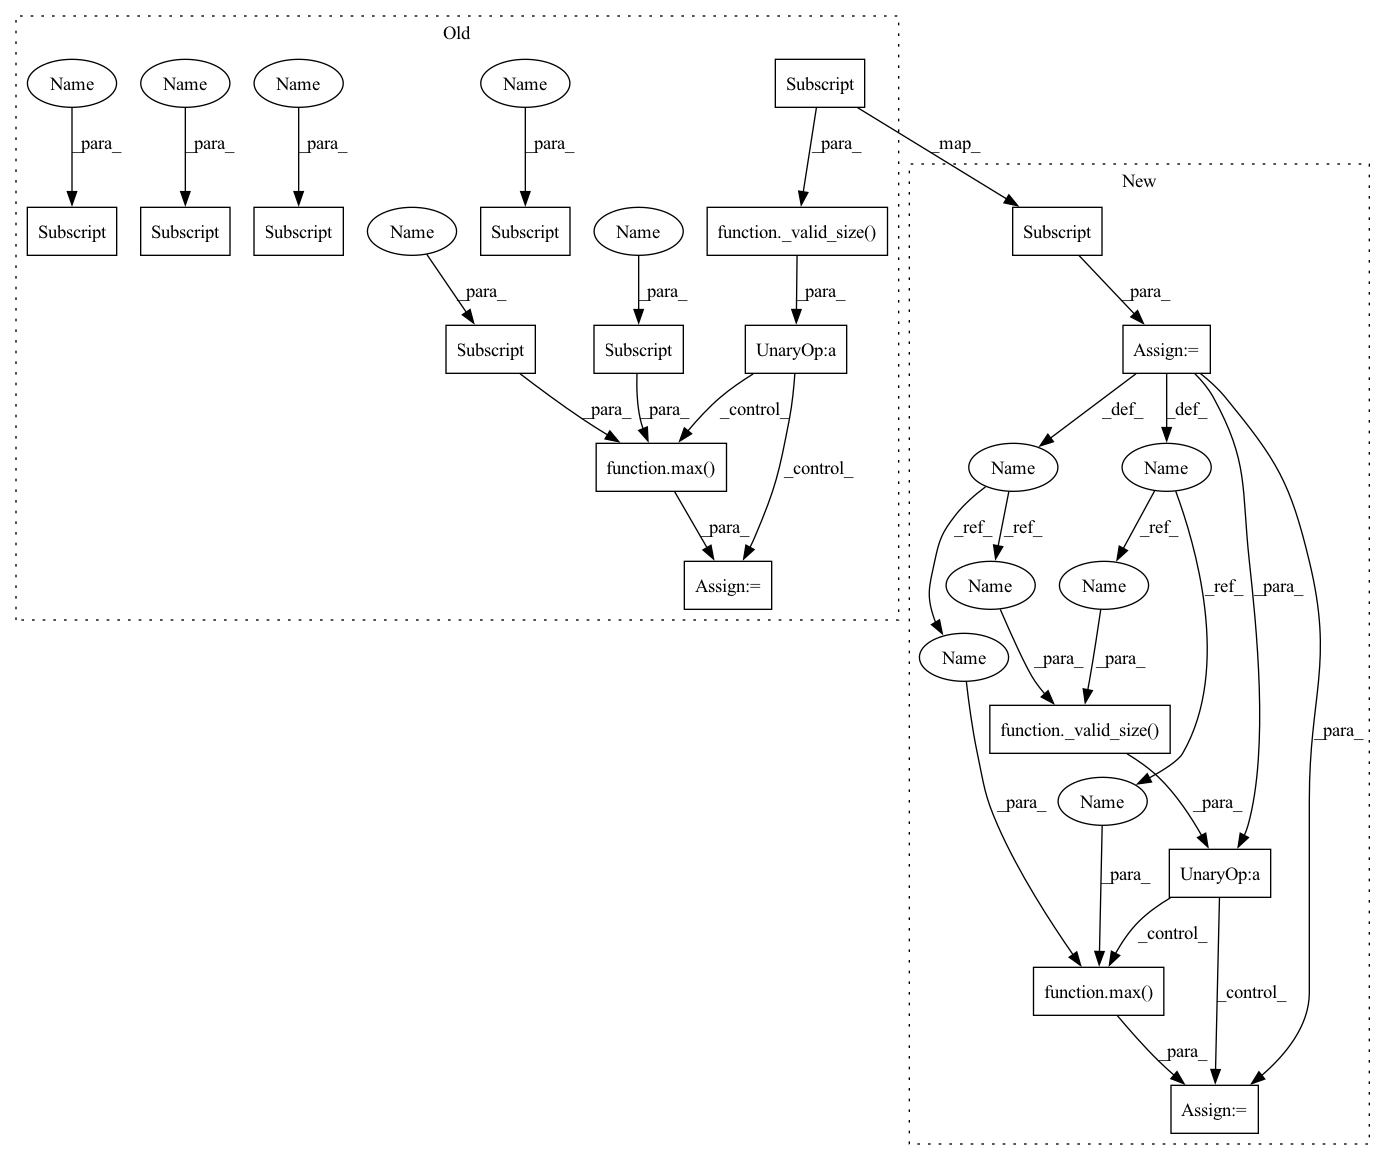 Old
Name
Name
Name
Name
Subscript
_para_
_para_
_para_
_para_
_para_
_map_
New
Subscript
Subscript
Subscript
Name
Subscript
Name
function._valid_size()
Subscript
_para_
_para_
_para_
_para_
Subscript
Subscript
UnaryOp:a
Assign:=
_para_
_para_
_control_
_def_
_def_
function.max()
_control_
Name
Name
_para_
_ref_
_ref_
_ref_
Assign:=
Name
Name
_ref_
_para_
Name
_para_
_para_
function._valid_size()
_para_
_para_
Name
_para_
_para_
UnaryOp:a
_control_
function.max()
_control_
_para_
Assign:=